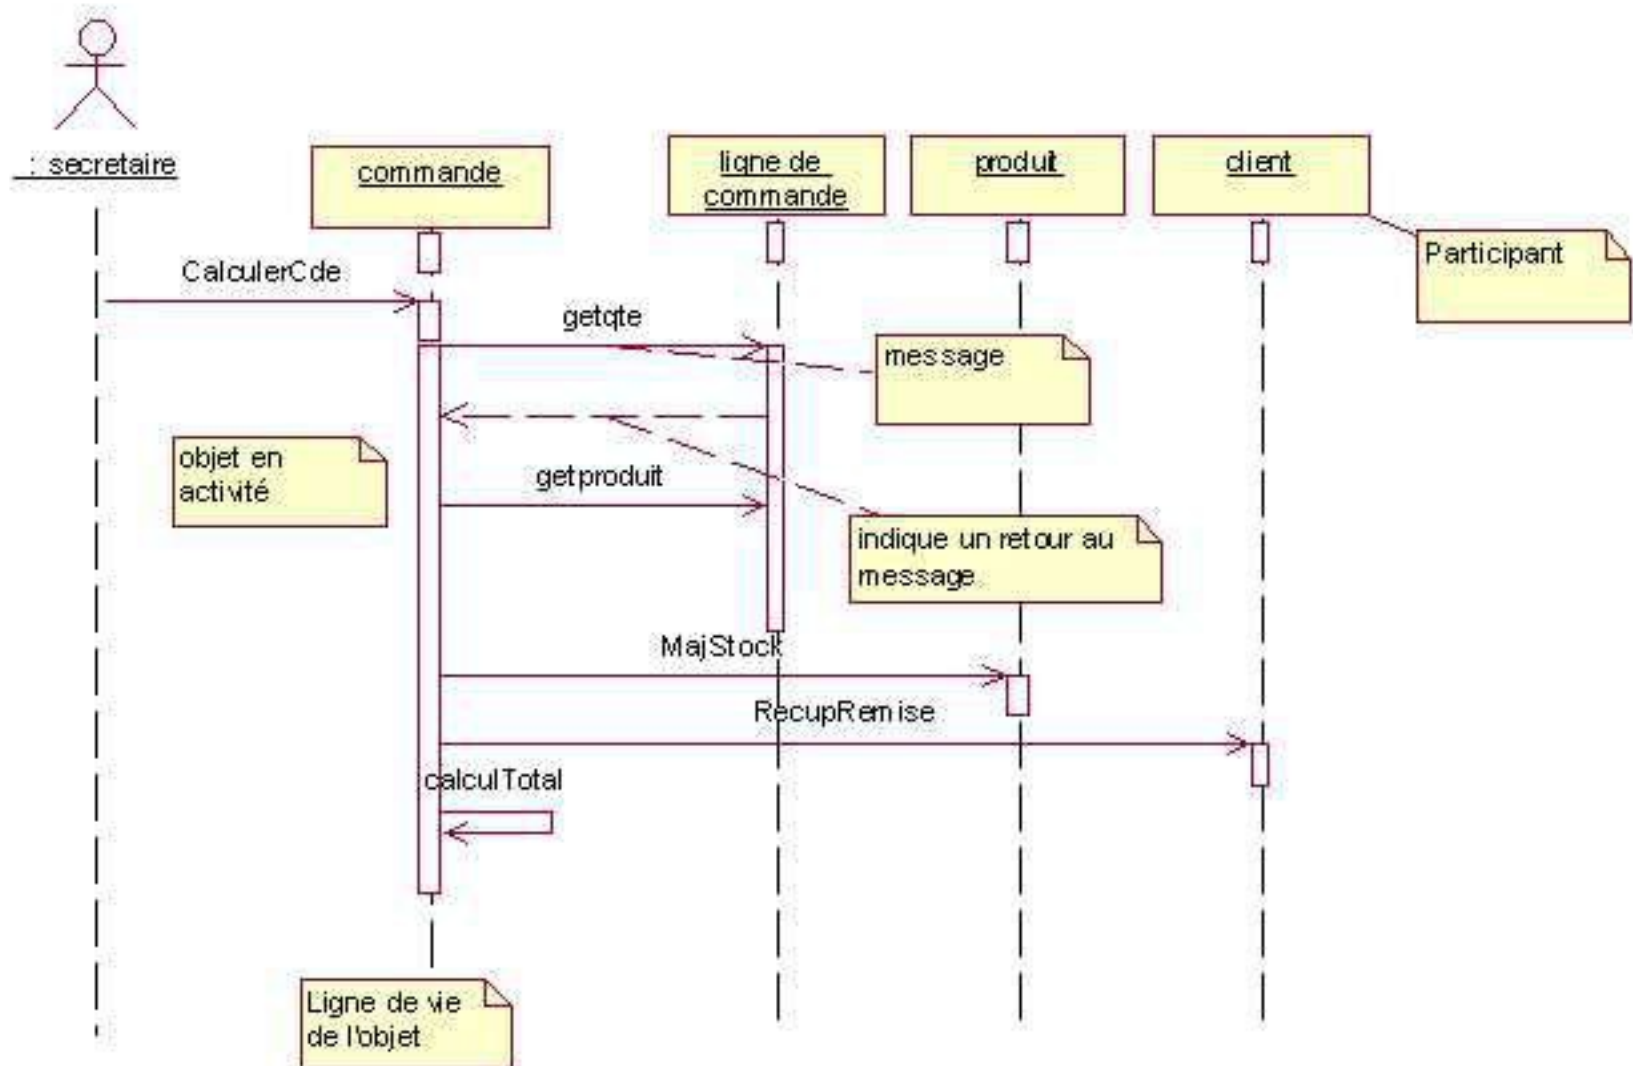 _ : secretaire
commande
ligne de
commande
produit
client
Participant
CalculerCde
getqte
message
objet en
activité
getproduit
indique un retour au
message
MajStock
RecupRemise
calculTotal
Ligne de vie
de l'objet